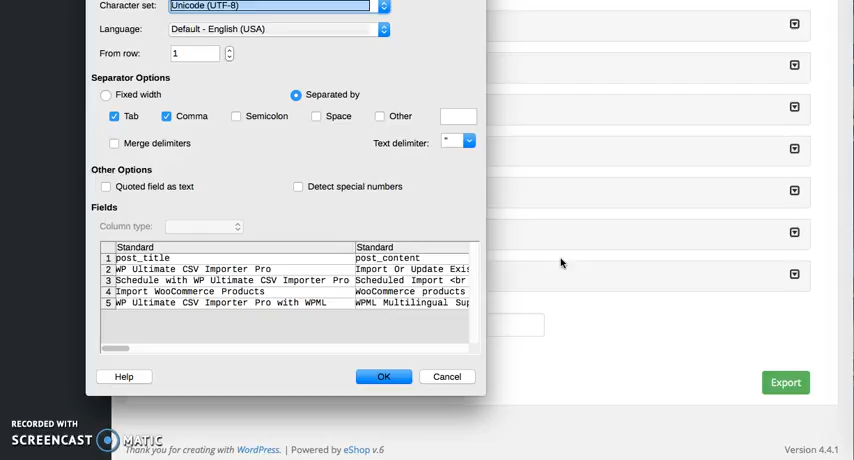 Character set: Unicode (UTF-8)
Language: Default - English (USA)
From row: 1
Separator Options
Fixed width Separated by
Tab Comma Semicolon Space Other
Merge delimiters Text delimiter: "
Other Options
Quoted field as text Detect special numbers
Fields
Column type:
Standard Standard
1 post_title post_content
2 WP Ultimate CSV Importer Pro Import Or Update Exis
3 Schedule with WP Ultimate CSV Importer Pro Scheduled Import <br
4 Import WooCommerce Products WooCommerce products
5 WP Ultimate CSV Importer Pro with WPML WPML Multilingual Sup
Help OK Cancel
Export
RECORDED WITH
SCREENCAST MATIC
Thank you for creating with WordPress. | Powered by eShop v.6 Version 4.4.1